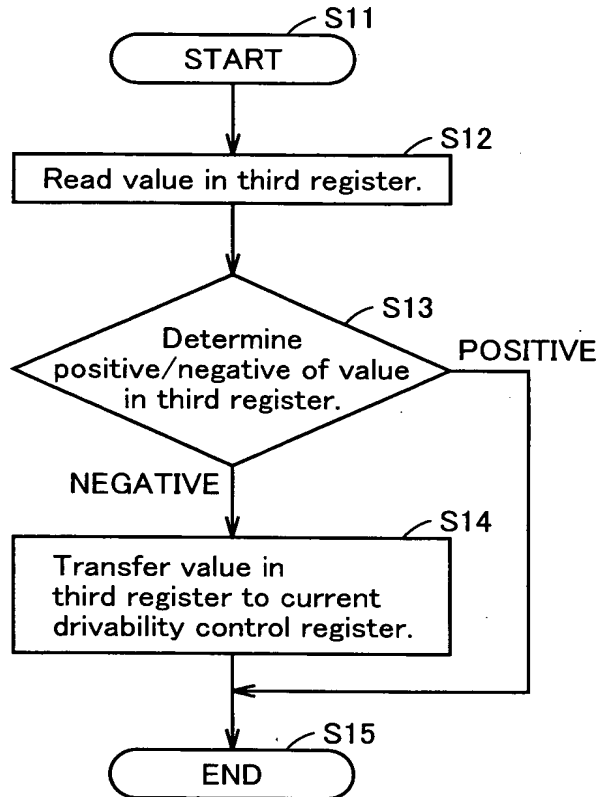 S11
START
S12
Read value in third register.
S13
Determine
positive/negative of value
in third register.
POSITIVE
NEGATIVE
S14
Transfer value in
third register to current
drivability control register.
S15
END